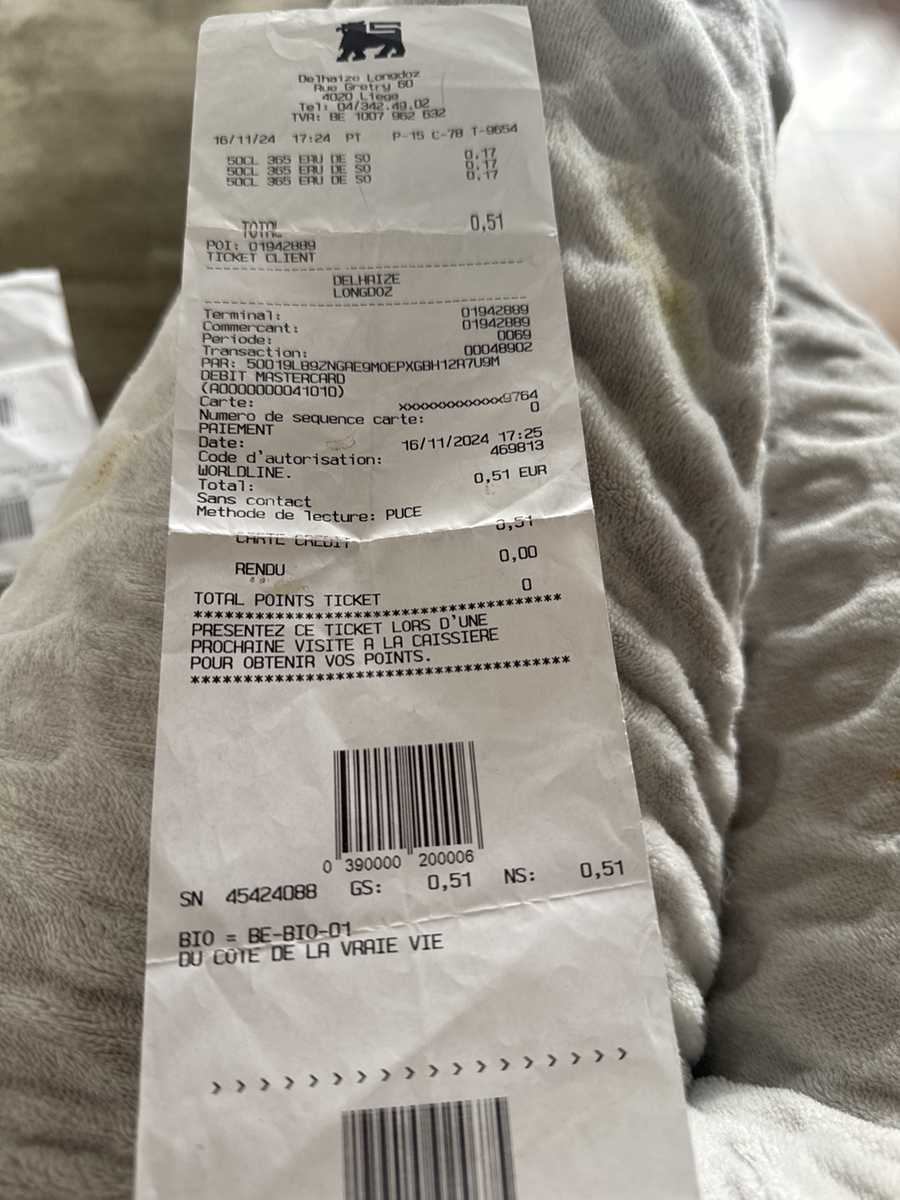 Delhaize Longdoz
Rue Gretry 60
4020 Liege
Tel: 04/342.49.02
TVA: BE 1007 962 632
16/11/24 17:24 PT P-15 C-78 T-9654
50CL 365 EAU DE SO 0,17
50CL 365 EAU DE SO 0,17
50CL 365 EAU DE SO 0,17
TOTAL 0,51
POI: 01942889
TICKET CLIENT
DELHAIZE
LONGDOZ
Terminal: 01942889
Commercant: 01942889
Periode: 0069
Transaction: 00048902
PAR: 50019L89ZNGAE9M0EPXGBH12A7U9M
DEBIT MASTERCARD
(A0000000041010)
Carte: xxxxxxxxxxxx9764
Numero de sequence carte: 0
PAIEMENT
Date: 16/11/2024 17:25
Code d'autorisation: 469813
WORLDLINE.
Total: 0,51 EUR
Sans contact
Methode de lecture: PUCE
CARTE CREDIT 0,51
RENDU 0,00
TOTAL POINTS TICKET 0
***********************************
PRESENTEZ CE TICKET LORS D'UNE
PROCHAINE VISITE A LA CAISSIERE
POUR OBTENIR VOS POINTS.
***********************************
0 390000 200006
SN 45424088 GS: 0,51 NS: 0,51
BIO = BE-BIO-01
DU COTE DE LA VRAIE VIE
> > > > > > > > > > > > > > > > > >